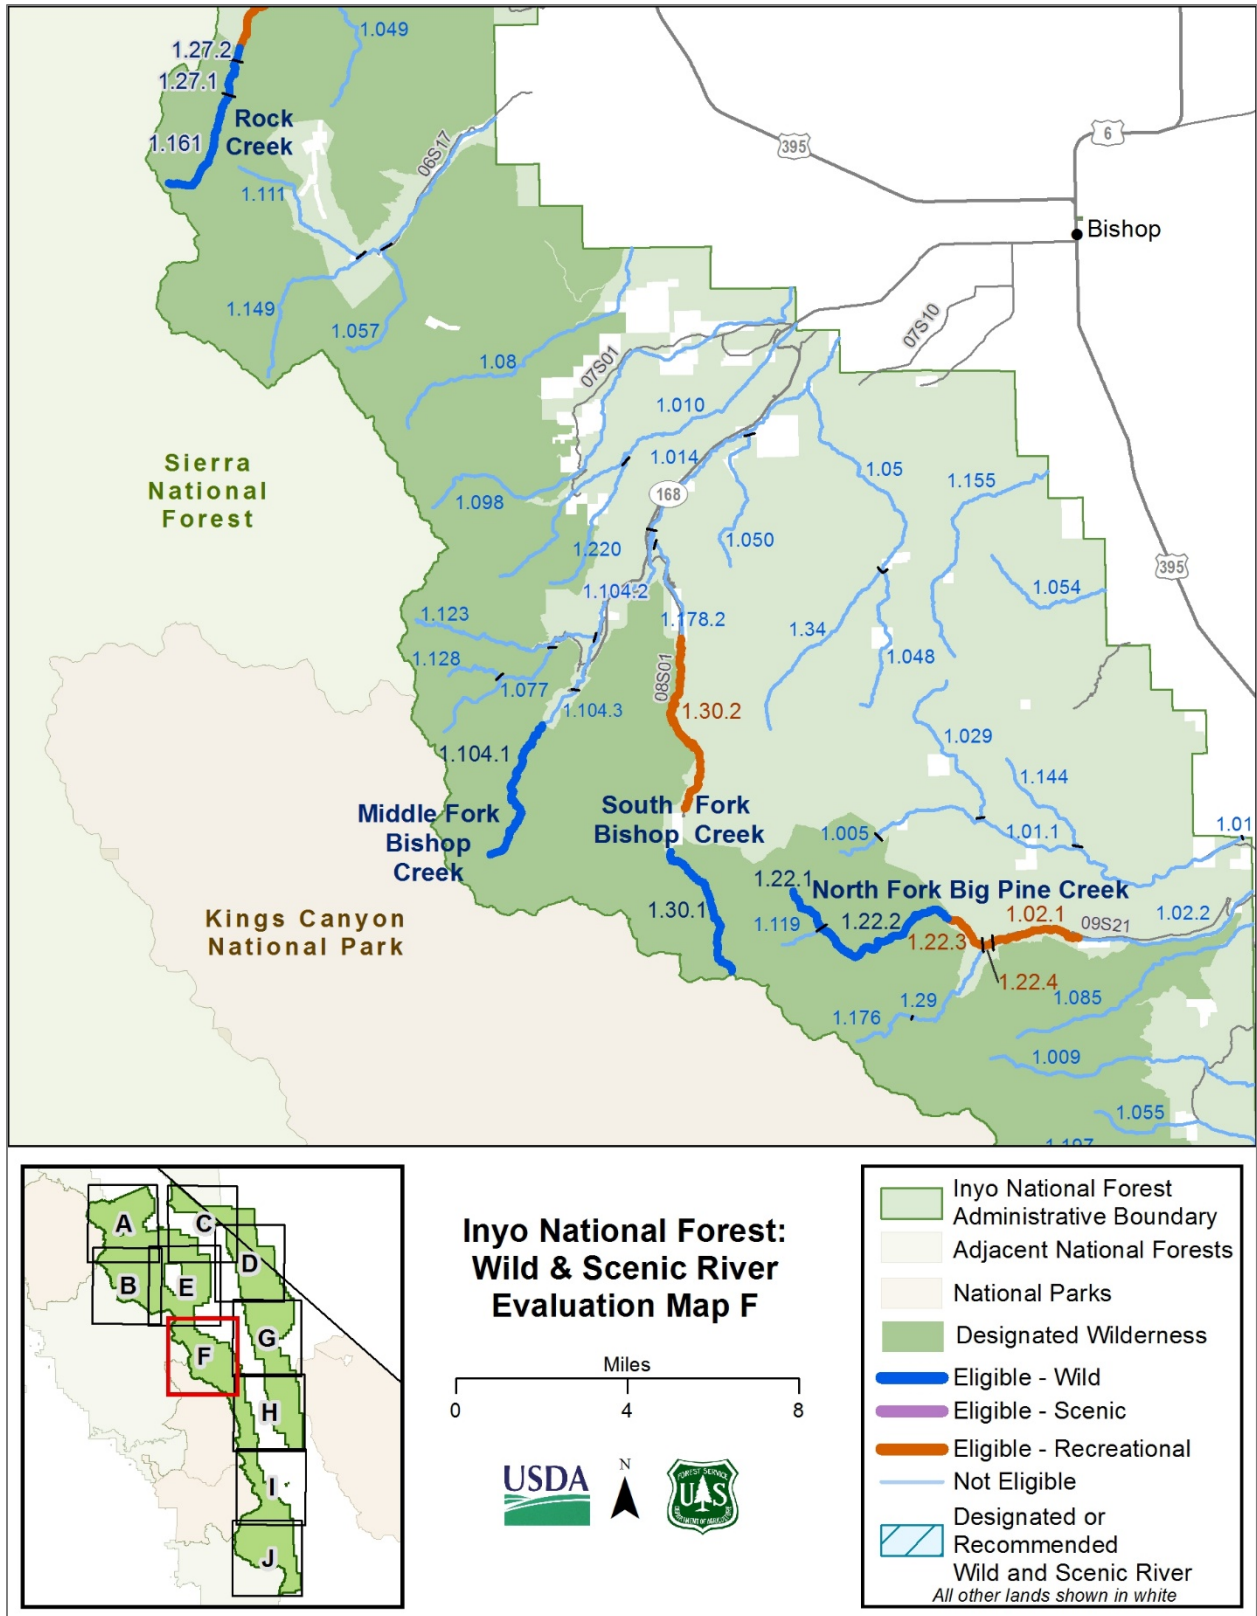 1.049
1.27.2
1.27.1
Rock
Creek
1.161
06S17
1.111
395
6
Bishop
1.149
1.057
1.08
07S01
07S10
1.010
Sierra
National
Forest
1.098
1.014
168
1.05
1.155
1.220
1.050
395
1.104.2
1.054
1.123
1.178.2
1.34
1.128
1.048
1.077
08S01
1.104.3
1.30.2
1.104.1
1.029
1.144
Middle Fork
Bishop
Creek
South Fork
Bishop Creek
1.005
1.01.1
1.01
1.22.1
North Fork Big Pine Creek
Kings Canyon
National Park
1.30.1
1.119
1.22.2
1.22.3
1.02.1
09S21
1.02.2
1.22.4
1.29
1.176
1.085
1.009
1.055
1.107
A
B
C
D
E
F
G
H
I
J
Inyo National Forest:
Wild & Scenic River
Evaluation Map F
Miles
0 4 8
USDA
N
FOREST SERVICE
U S
DEPARTMENT OF AGRICULTURE
Inyo National Forest
Administrative Boundary
Adjacent National Forests
National Parks
Designated Wilderness
Eligible - Wild
Eligible - Scenic
Eligible - Recreational
Not Eligible
Designated or
Recommended
Wild and Scenic River
All other lands shown in white